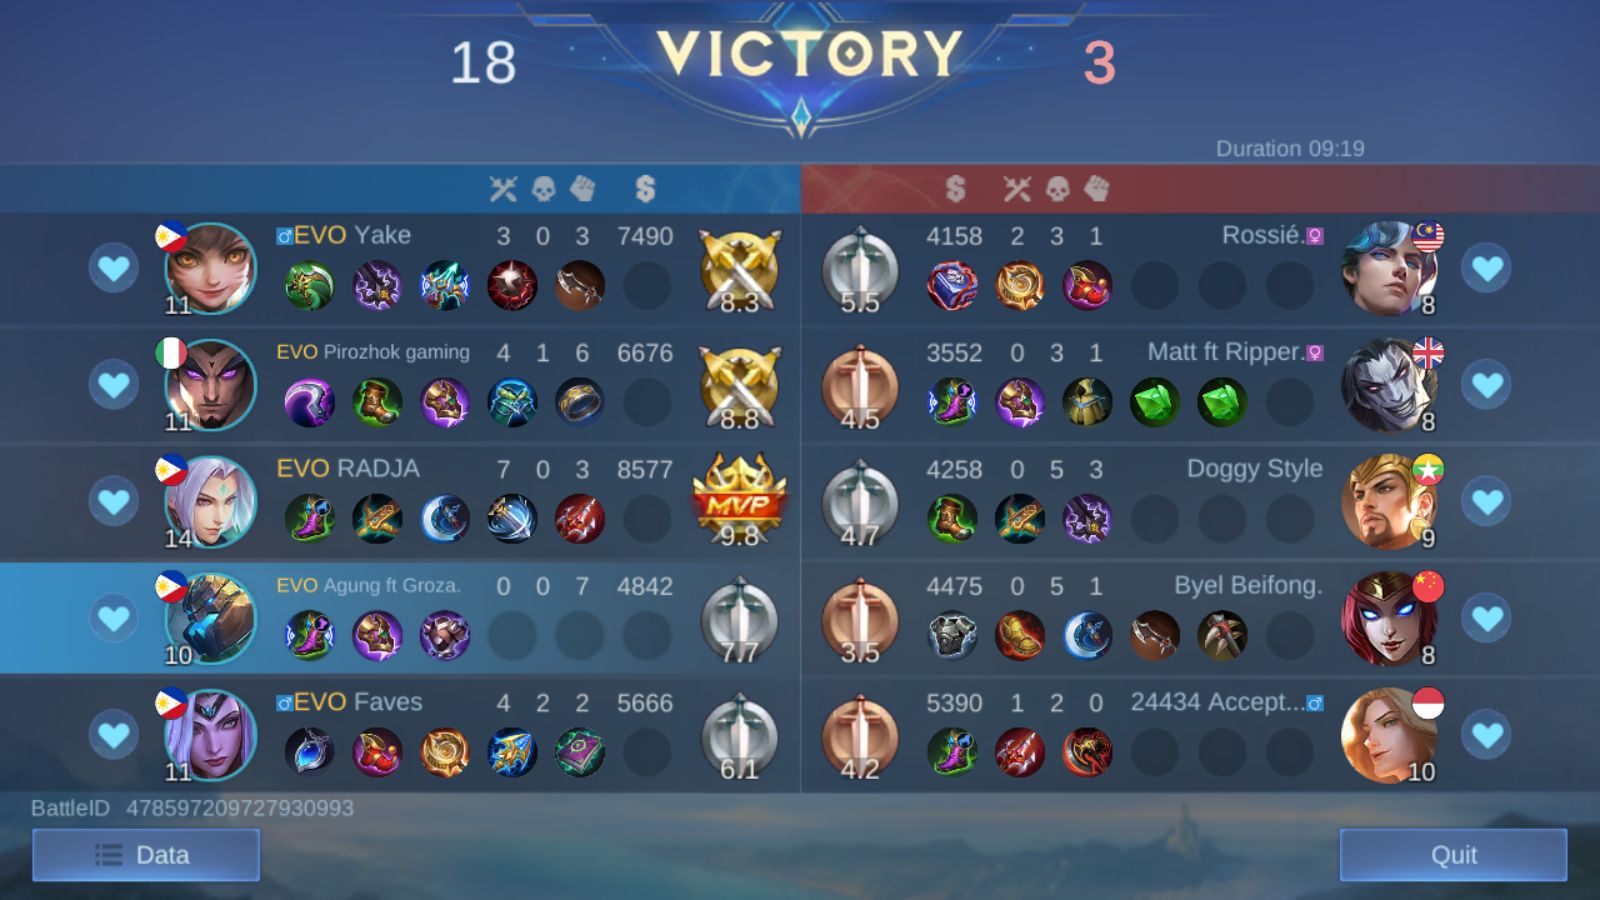 18 VICTORY 3
Duration 09:19
EVO Yake 3 0 3 7490
11 8.3
5.5 4158 2 3 1 Rossié.
8
EVO Pirozhok gaming 4 1 6 6676
11 8.8
4.5 3552 0 3 1 Matt ft Ripper.
8
EVO RADJA 7 0 3 8577
14 MVP 9.8
4.7 4258 0 5 3 Doggy Style
9
EVO Agung ft Groza. 0 0 7 4842
10 7.7
3.5 4475 0 5 1 Byel Beifong.
8
EVO Faves 4 2 2 5666
11 6.1
4.2 5390 1 2 0 24434 Accept...
10
BattleID 478597209727930993
Data
Quit